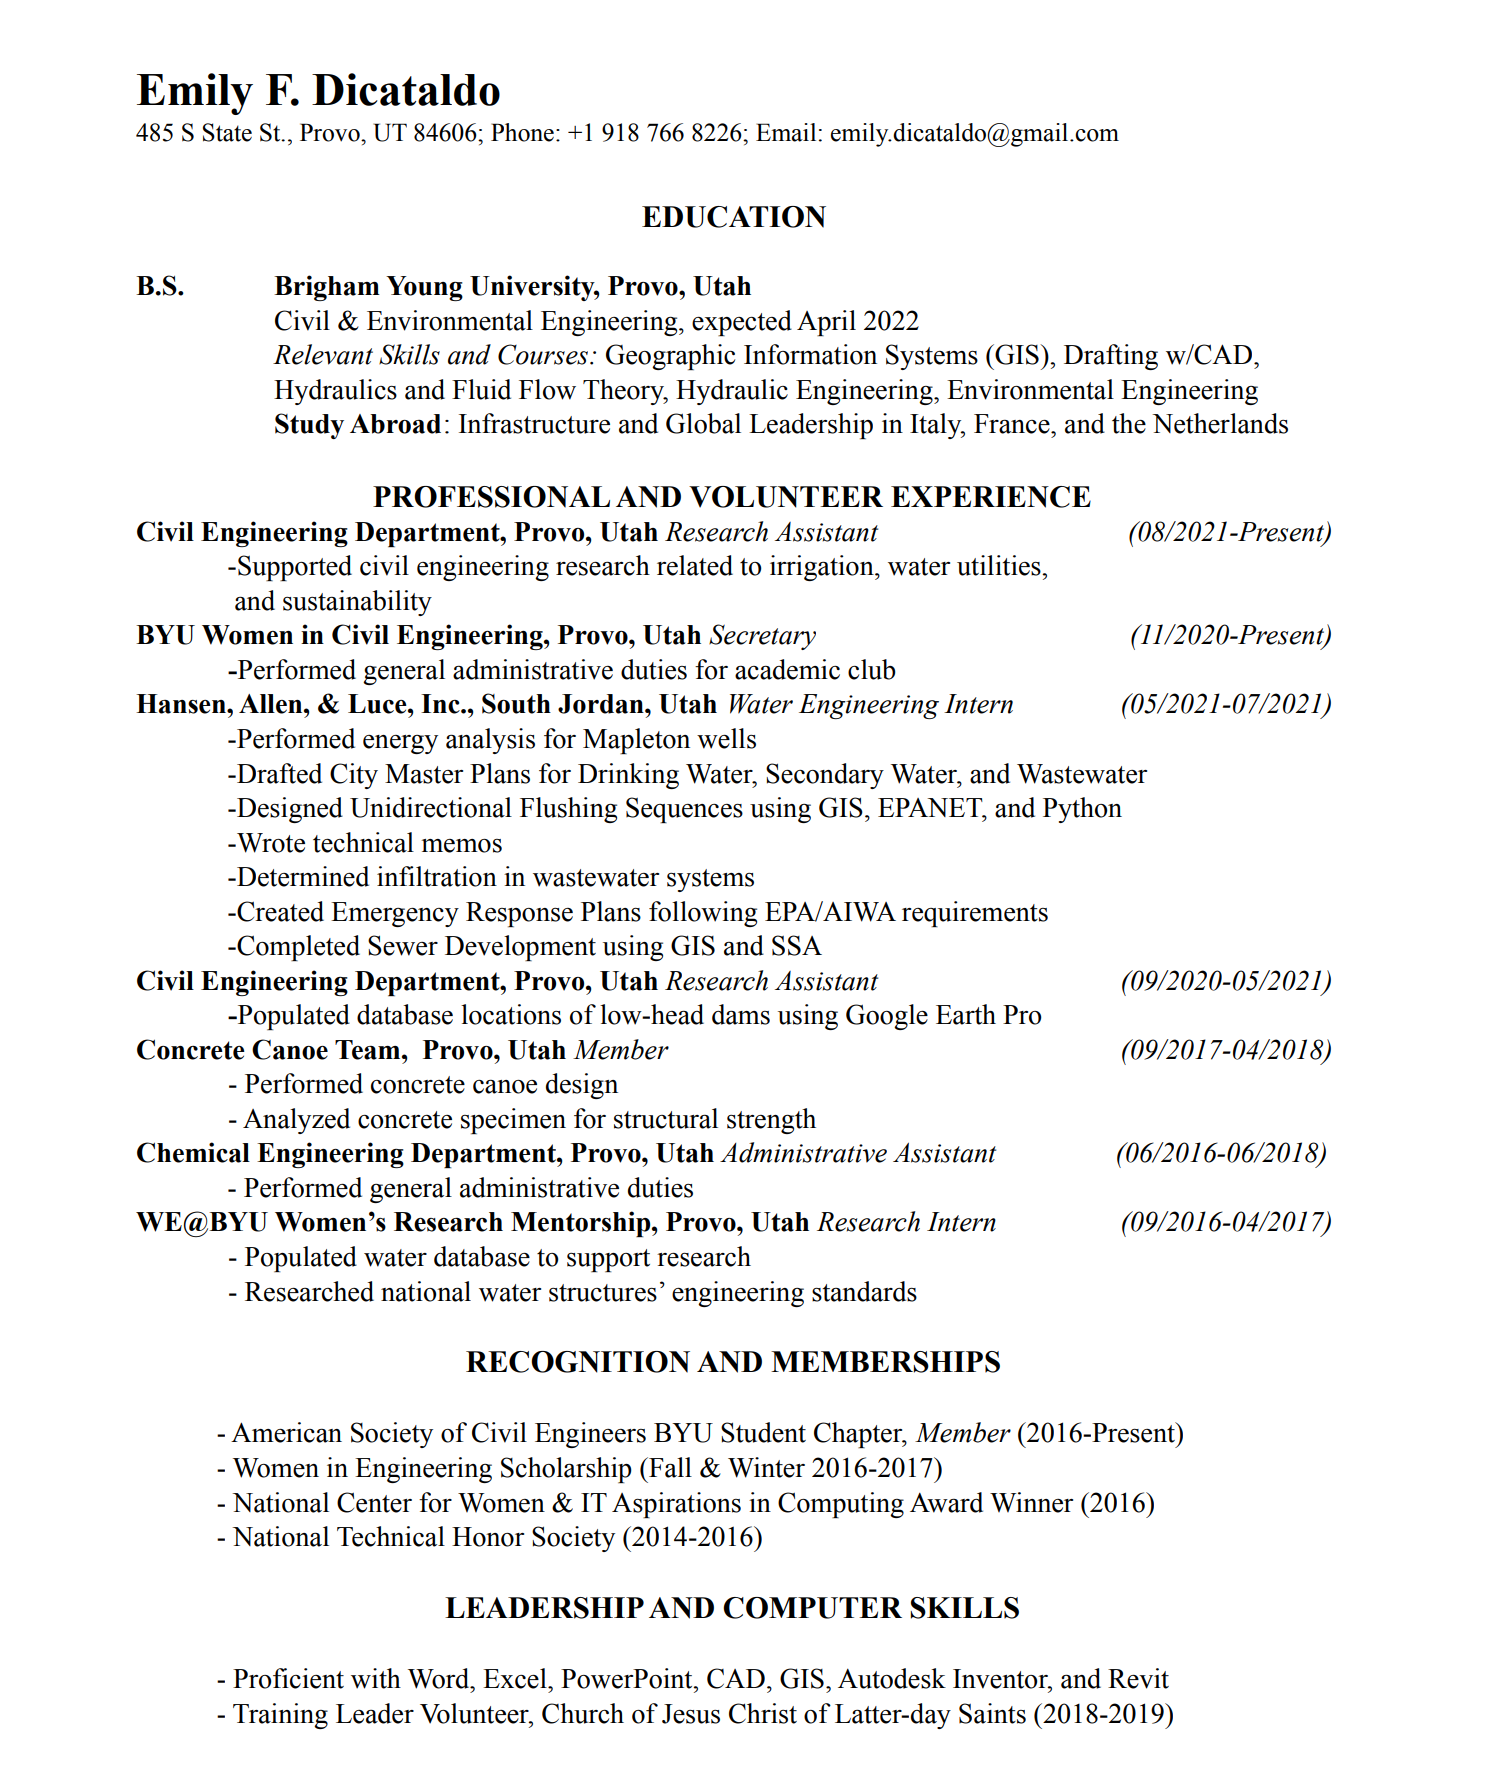 Emily F. Dicataldo
485 S State St., Provo, UT 84606; Phone: +1 918 766 8226; Email: emily.dicataldo@gmail.com
EDUCATION
B.S. Brigham Young University, Provo, Utah
Civil & Environmental Engineering, expected April 2022
Relevant Skills and Courses: Geographic Information Systems (GIS), Drafting w/CAD,
Hydraulics and Fluid Flow Theory, Hydraulic Engineering, Environmental Engineering
Study Abroad: Infrastructure and Global Leadership in Italy, France, and the Netherlands
PROFESSIONAL AND VOLUNTEER EXPERIENCE
Civil Engineering Department, Provo, Utah Research Assistant (08/2021-Present)
-Supported civil engineering research related to irrigation, water utilities,
and sustainability
BYU Women in Civil Engineering, Provo, Utah Secretary (11/2020-Present)
-Performed general administrative duties for academic club
Hansen, Allen, & Luce, Inc., South Jordan, Utah Water Engineering Intern (05/2021-07/2021)
-Performed energy analysis for Mapleton wells
-Drafted City Master Plans for Drinking Water, Secondary Water, and Wastewater
-Designed Unidirectional Flushing Sequences using GIS, EPANET, and Python
-Wrote technical memos
-Determined infiltration in wastewater systems
-Created Emergency Response Plans following EPA/AIWA requirements
-Completed Sewer Development using GIS and SSA
Civil Engineering Department, Provo, Utah Research Assistant (09/2020-05/2021)
-Populated database locations of low-head dams using Google Earth Pro
Concrete Canoe Team, Provo, Utah Member (09/2017-04/2018)
- Performed concrete canoe design
- Analyzed concrete specimen for structural strength
Chemical Engineering Department, Provo, Utah Administrative Assistant (06/2016-06/2018)
- Performed general administrative duties
WE@BYU Women’s Research Mentorship, Provo, Utah Research Intern (09/2016-04/2017)
- Populated water database to support research
- Researched national water structures’ engineering standards
RECOGNITION AND MEMBERSHIPS
- American Society of Civil Engineers BYU Student Chapter, Member (2016-Present)
- Women in Engineering Scholarship (Fall & Winter 2016-2017)
- National Center for Women & IT Aspirations in Computing Award Winner (2016)
- National Technical Honor Society (2014-2016)
LEADERSHIP AND COMPUTER SKILLS
- Proficient with Word, Excel, PowerPoint, CAD, GIS, Autodesk Inventor, and Revit
- Training Leader Volunteer, Church of Jesus Christ of Latter-day Saints (2018-2019)